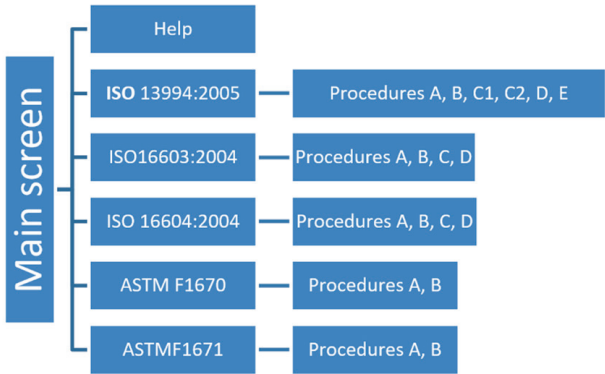 Main screen
Help
ISO 13994:2005
Procedures A, B, C1, C2, D, E
ISO16603:2004
Procedures A, B, C, D
ISO 16604:2004
Procedures A, B, C, D
ASTM F1670
Procedures A, B
ASTMF1671
Procedures A, B